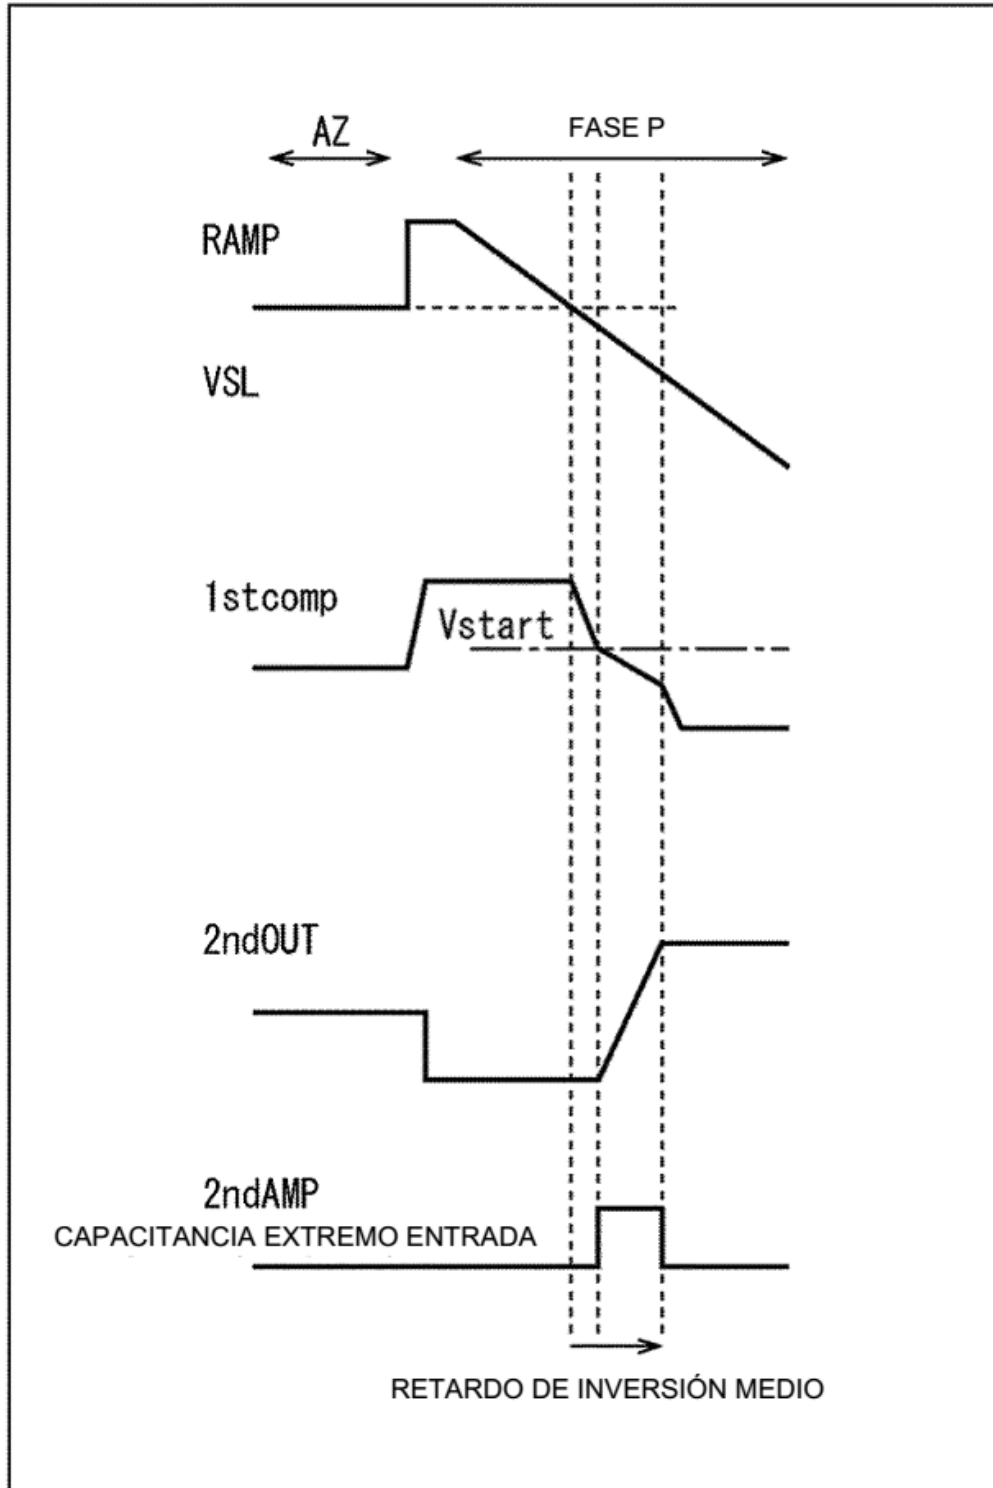 AZ
FASE P
RAMP
VSL
1stcomp
Vstart
2ndOUT
2ndAMP
CAPACITANCIA EXTREMO ENTRADA
RETARDO DE INVERSIÓN MEDIO